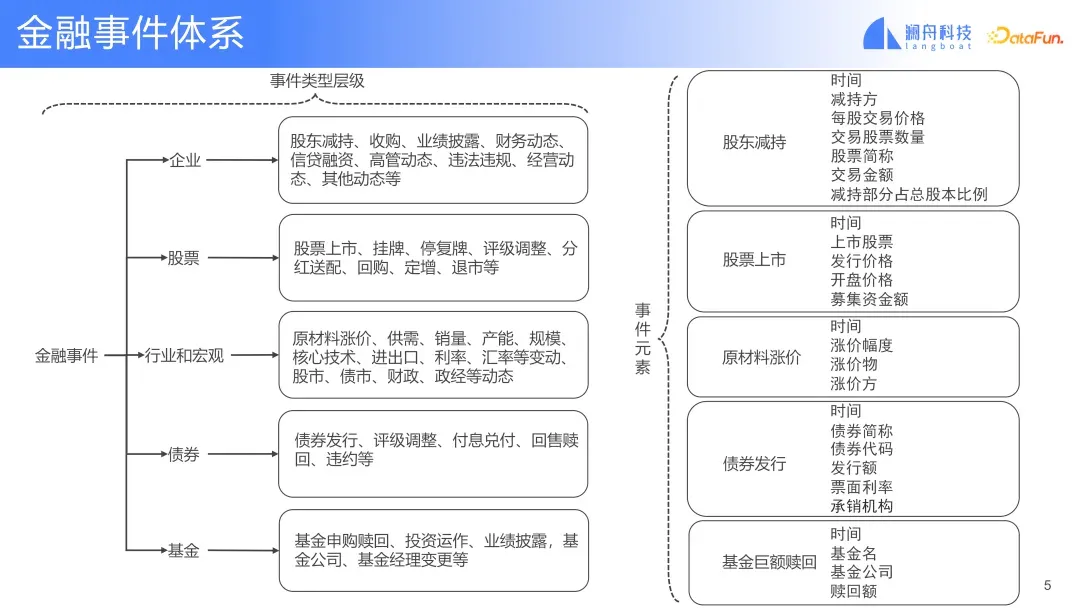 金融事件体系
澜舟科技
langboat
DataFun.
事件类型层级
金融事件
企业
股东减持、收购、业绩披露、财务动态、
信贷融资、高管动态、违法违规、经营动
态、其他动态等
股票
股票上市、挂牌、停复牌、评级调整、分
红送配、回购、定增、退市等
行业和宏观
原材料涨价、供需、销量、产能、规模、
核心技术、进出口、利率、汇率等变动、
股市、债市、财政、政经等动态
债券
债券发行、评级调整、付息兑付、回售赎
回、违约等
基金
基金申购赎回、投资运作、业绩披露，基
金公司、基金经理变更等
事
件
元
素
股东减持
时间
减持方
每股交易价格
交易股票数量
股票简称
交易金额
减持部分占总股本比例
股票上市
时间
上市股票
发行价格
开盘价格
募集资金额
原材料涨价
时间
涨价幅度
涨价物
涨价方
债券发行
时间
债券简称
债券代码
发行额
票面利率
承销机构
基金巨额赎回
时间
基金名
基金公司
赎回额
5